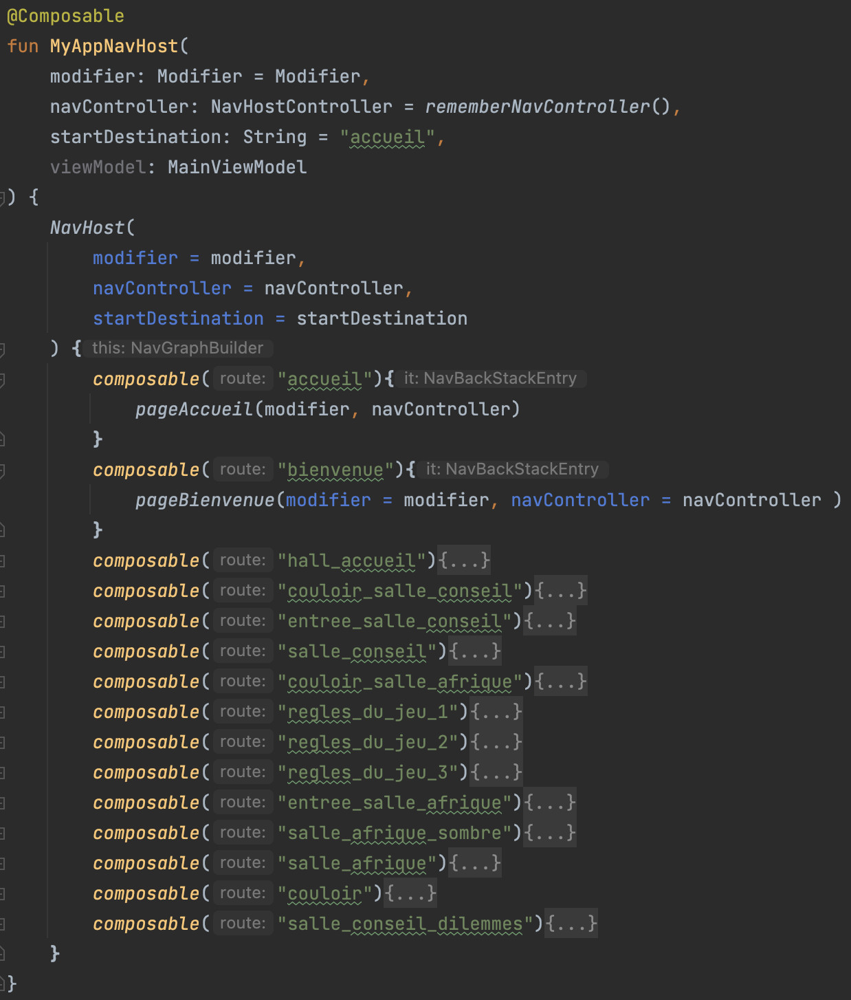 @Composable
fun MyAppNavHost(
    modifier: Modifier = Modifier,
    navController: NavHostController = rememberNavController(),
    startDestination: String = "accueil",
    viewModel: MainViewModel
) {
    NavHost(
        modifier = modifier,
        navController = navController,
        startDestination = startDestination
    ) { this: NavGraphBuilder
        composable( route: "accueil"){ it: NavBackStackEntry
            pageAccueil(modifier, navController)
        }
        composable( route: "bienvenue"){ it: NavBackStackEntry
            pageBienvenue(modifier = modifier, navController = navController )
        }
        composable( route: "hall_accueil"){...}
        composable( route: "couloir_salle_conseil"){...}
        composable( route: "entree_salle_conseil"){...}
        composable( route: "salle_conseil"){...}
        composable( route: "couloir_salle_afrique"){...}
        composable( route: "regles_du_jeu_1"){...}
        composable( route: "regles_du_jeu_2"){...}
        composable( route: "regles_du_jeu_3"){...}
        composable( route: "entree_salle_afrique"){...}
        composable( route: "salle_afrique_sombre"){...}
        composable( route: "salle_afrique"){...}
        composable( route: "couloir"){...}
        composable( route: "salle_conseil_dilemmes"){...}
    }
}